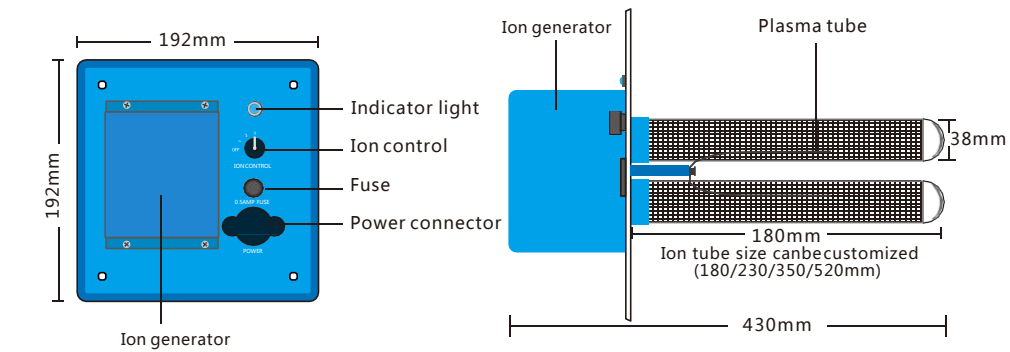 192mm
192mm
Indicator light
Ion control
Fuse
Power connector
OFF
ION CONTROL
0.5AMP FUSE
POWER
Ion generator
Ion generator
Plasma tube
38mm
180mm
Ion tube size canbecustomized
(180/230/350/520mm)
430mm